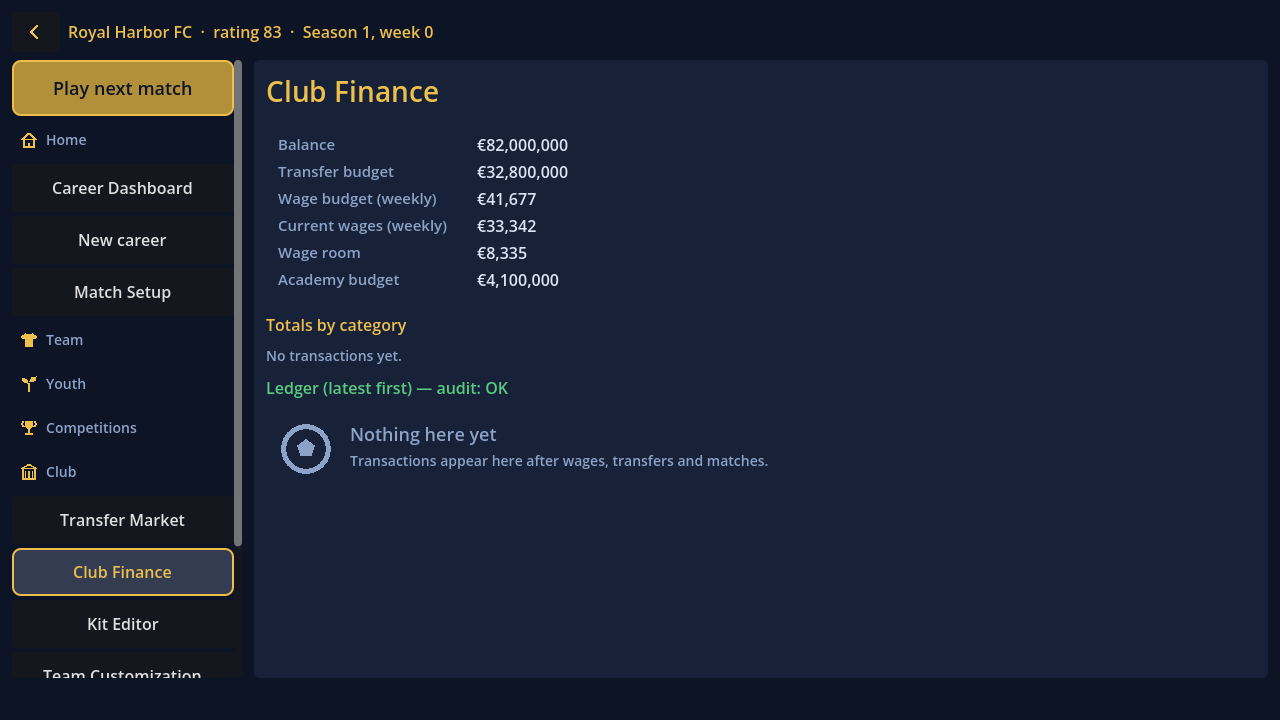 Royal Harbor FC · rating 83 · Season 1, week 0
Play next match
Home
Career Dashboard
New career
Match Setup
Team
Youth
Competitions
Club
Transfer Market
Club Finance
Kit Editor
Team Customization
Club Finance
Balance €82,000,000
Transfer budget €32,800,000
Wage budget (weekly) €41,677
Current wages (weekly) €33,342
Wage room €8,335
Academy budget €4,100,000
Totals by category
No transactions yet.
Ledger (latest first) — audit: OK
Nothing here yet
Transactions appear here after wages, transfers and matches.